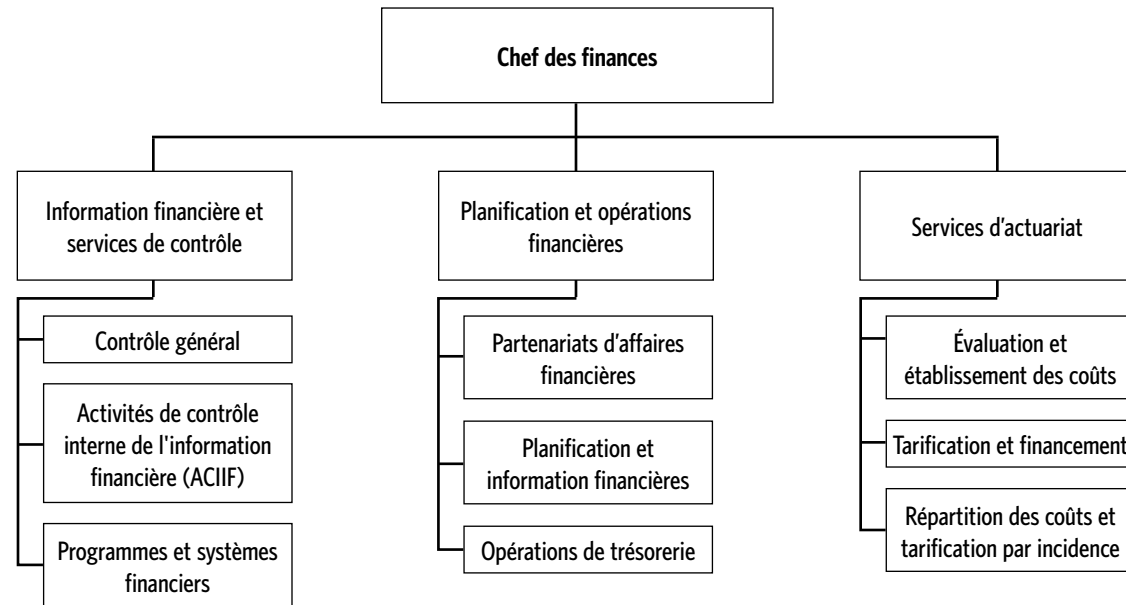 Chef des finances
Information financière et
services de contrôle
Contrôle général
Activités de contrôle
interne de l'information
financière (ACIIF)
Programmes et systèmes
financiers
Planification et opérations
financières
Partenariats d’affaires
financières
Planification et
information financières
Opérations de trésorerie
Services d’actuariat
Évaluation et
établissement des coûts
Tarification et financement
Répartition des coûts et
tarification par incidence